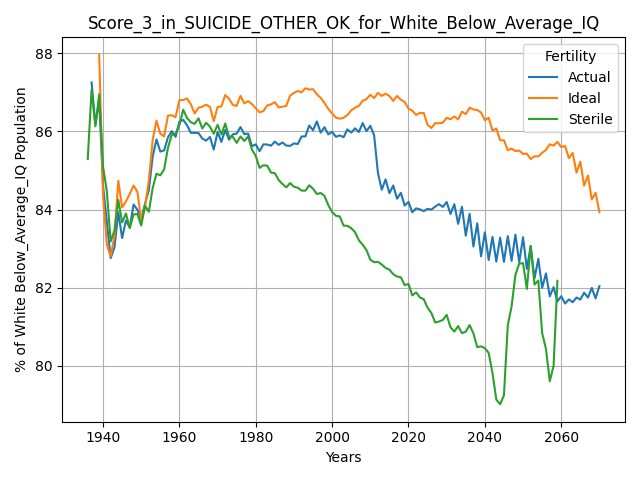 Score_3_in_SUICIDE_OTHER_OK_for_White_Below_Average_IQ
% of White Below_Average_IQ Population
88
86
84
82
80
Fertility
Actual
Ideal
Sterile
1940 1960 1980 2000 2020 2040 2060
Years